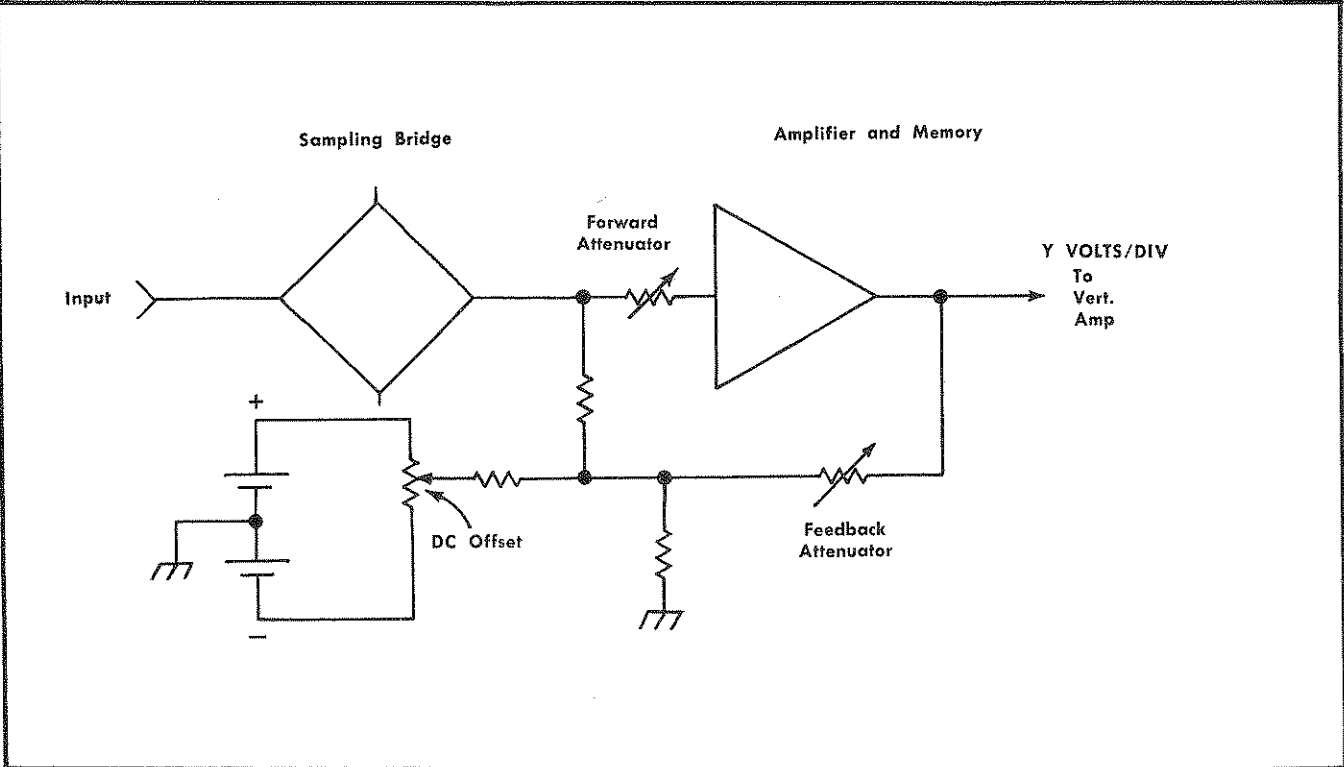 Sampling Bridge
Amplifier and Memory
Forward
Attenuator
Y VOLTS/DIV
To
Vert.
Amp
Input
+
DC Offset
Feedback
Attenuator
−